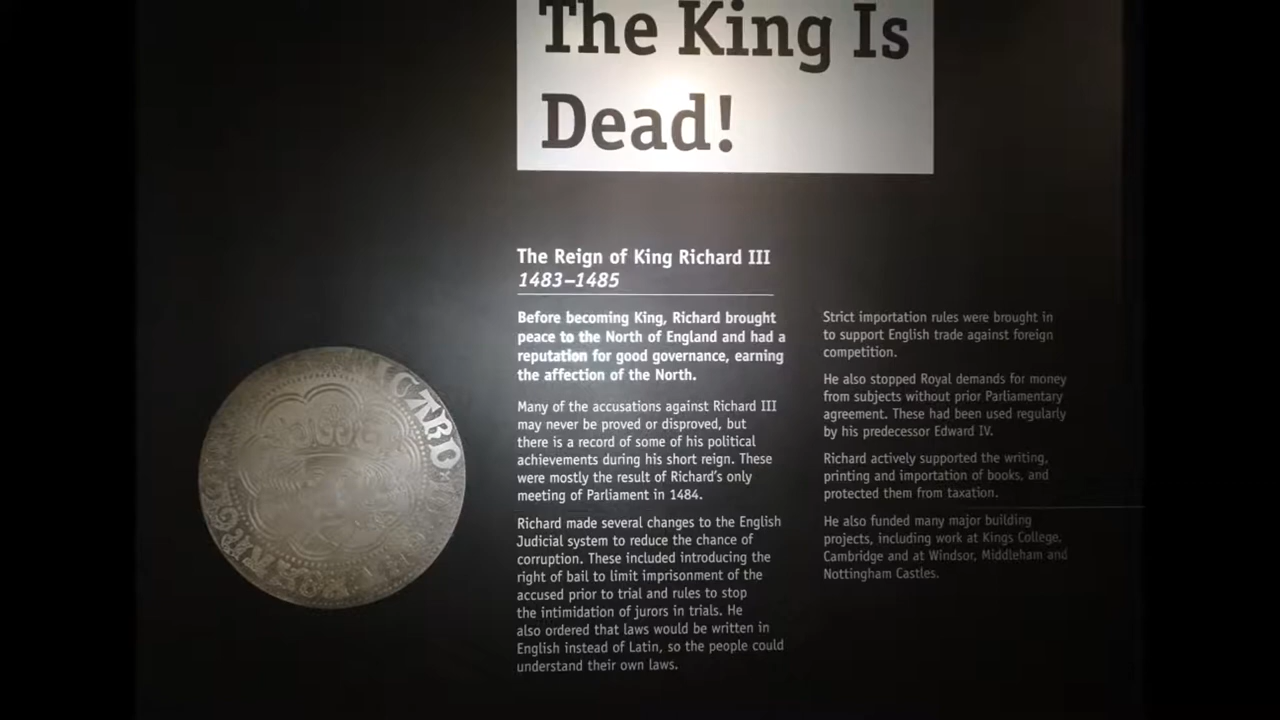 The King Is
Dead!
The Reign of King Richard III
1483–1485
Before becoming King, Richard brought
peace to the North of England and had a
reputation for good governance, earning
the affection of the North.
Many of the accusations against Richard III
may never be proved or disproved, but
there is a record of some of his political
achievements during his short reign. These
were mostly the result of Richard's only
meeting of Parliament in 1484.
Richard made several changes to the English
Judicial system to reduce the chance of
corruption. These included introducing the
right of bail to limit imprisonment of the
accused prior to trial and rules to stop
the intimidation of jurors in trials. He
also ordered that laws would be written in
English instead of Latin, so the people could
understand their own laws.
Strict importation rules were brought in
to support English trade against foreign
competition.
He also stopped Royal demands for money
from subjects without prior Parliamentary
agreement. These had been used regularly
by his predecessor Edward IV.
Richard actively supported the writing,
printing and importation of books, and
protected them from taxation.
He also funded many major building
projects, including work at Kings College,
Cambridge and at Windsor, Middleham and
Nottingham Castles.